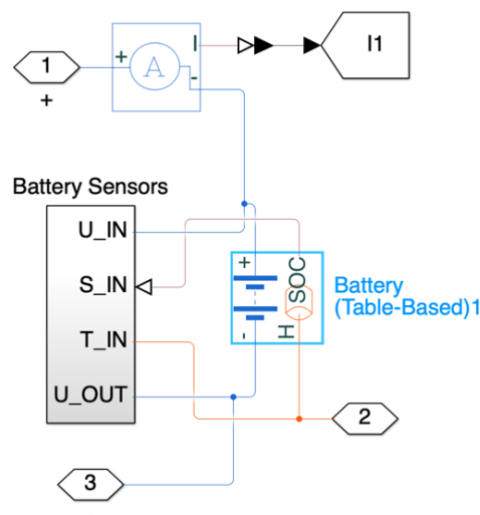 1
+
+
A
I
-
I1
Battery Sensors
U_IN
S_IN
T_IN
U_OUT
+
SOC
-
H
Battery
(Table-Based)1
2
3